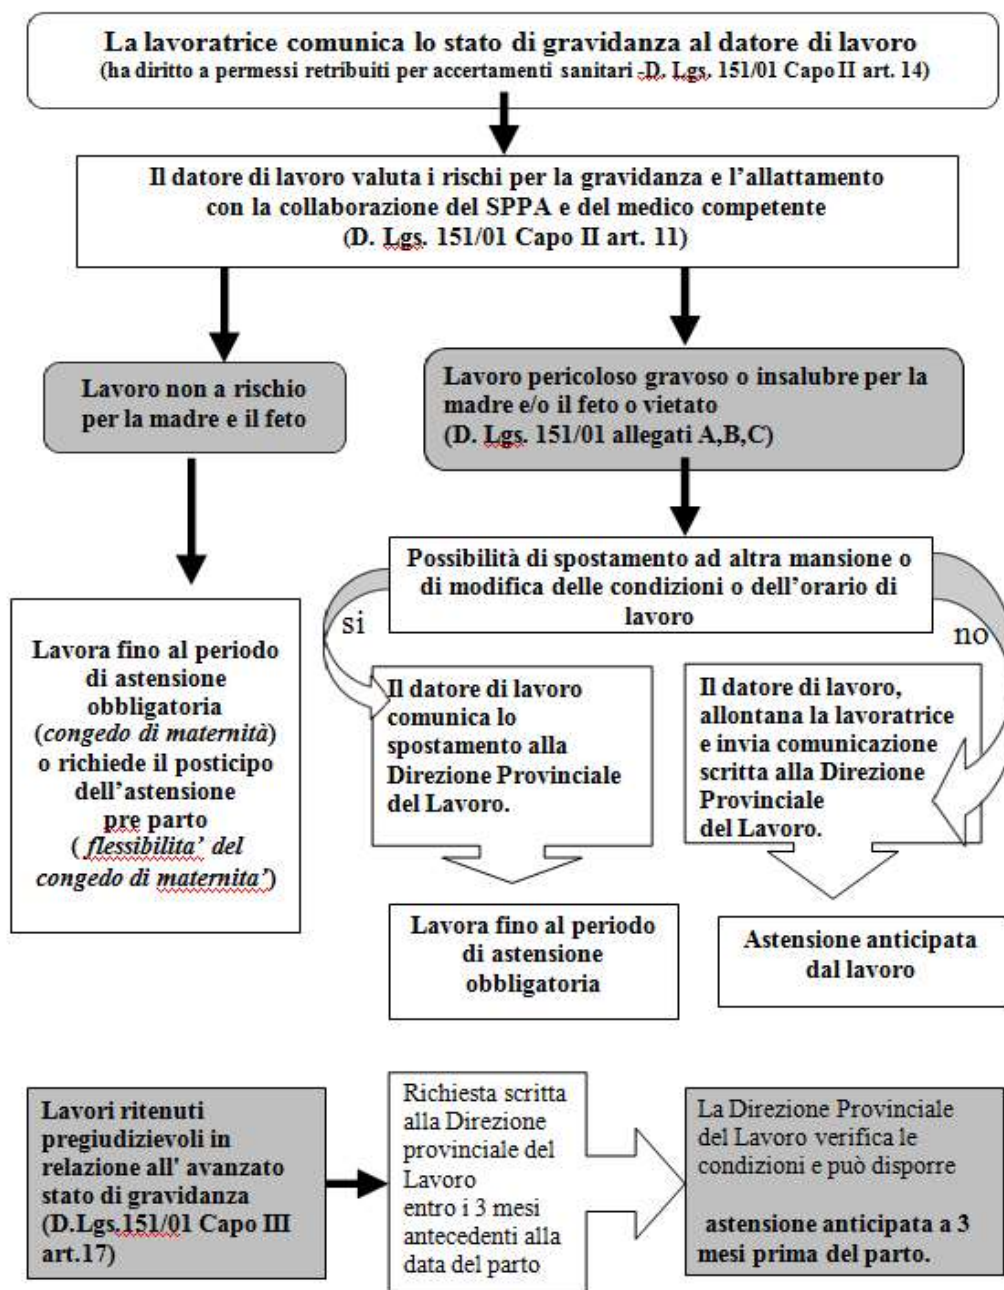 La lavoratrice comunica lo stato di gravidanza al datore di lavoro
(ha diritto a permessi retribuiti per accertamenti sanitari -D. Lgs. 151/01 Capo II art. 14)
Il datore di lavoro valuta i rischi per la gravidanza e l'allattamento
con la collaborazione del SPPA e del medico competente
(D. Lgs. 151/01 Capo II art. 11)
Lavoro non a rischio
per la madre e il feto
Lavoro pericoloso gravoso o insalubre per la
madre e/o il feto o vietato
(D. Lgs. 151/01 allegati A,B,C)
Possibilità di spostamento ad altra mansione o
di modifica delle condizioni o dell'orario di
lavoro
si
no
Lavora fino al periodo
di astensione
obbligatoria
(congedo di maternità)
o richiede il posticipo
dell'astensione
pre parto
( flessibilita' del
congedo di maternita')
Il datore di lavoro
comunica lo
spostamento alla
Direzione Provinciale
del Lavoro.
Il datore di lavoro,
allontana la lavoratrice
e invia comunicazione
scritta alla Direzione
Provinciale
del Lavoro.
Lavora fino al periodo
di astensione
obbligatoria
Astensione anticipata
dal lavoro
Lavori ritenuti
pregiudizievoli in
relazione all' avanzato
stato di gravidanza
(D.Lgs.151/01 Capo III
art.17)
Richiesta scritta
alla Direzione
provinciale del
Lavoro
entro i 3 mesi
antecedenti alla
data del parto
La Direzione Provinciale
del Lavoro verifica le
condizioni e può disporre
astensione anticipata a 3
mesi prima del parto.